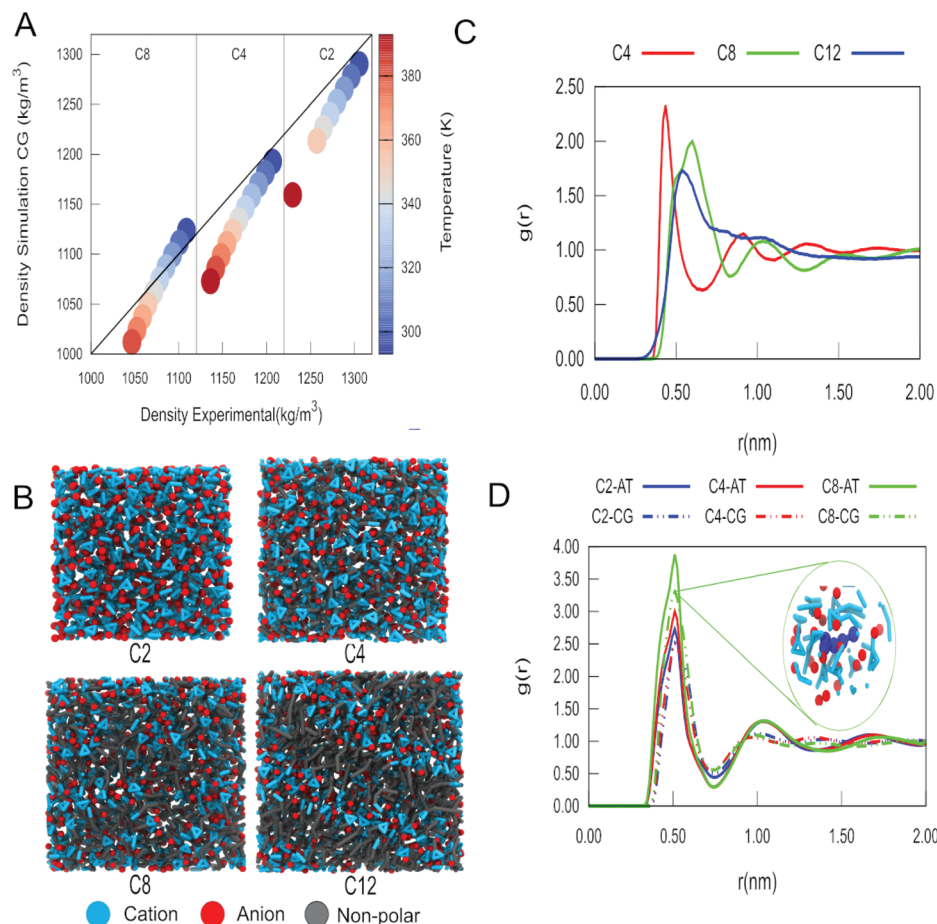 A
C8
C4
C2
1300
1250
1200
1150
1100
1050
1000
1000
1050
1100
1150
1200
1250
1300
Density Simulation CG (kg/m³)
Density Experimental(kg/m³)
380
360
340
320
300
Temperature (K)
C
C4
C8
C12
2.50
2.00
1.50
1.00
0.50
0.00
g(r)
0.00
0.50
1.00
1.50
2.00
r(nm)
B
C2
C4
C8
C12
Cation
Anion
Non-polar
D
C2-AT
C4-AT
C8-AT
C2-CG
C4-CG
C8-CG
4.00
3.50
3.00
2.50
2.00
1.50
1.00
0.50
0.00
g(r)
0.00
0.50
1.00
1.50
2.00
r(nm)